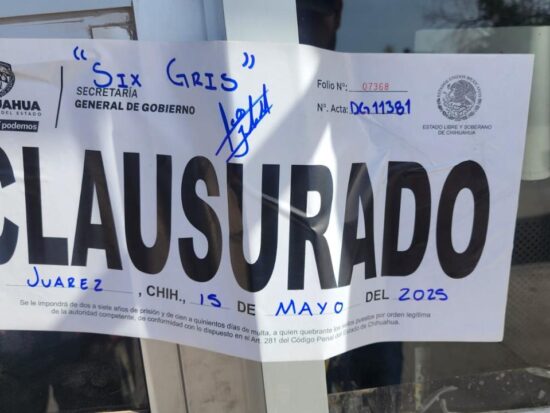 "SIX GRIS"
SECRETARÍA
GENERAL DE GOBIERNO
HUAHUA
DEL ESTADO
podemos
Folio N°: 07368
N°. Acta: DG11381
ESTADO LIBRE Y SOBERANO
DE CHIHUAHUA
CLAUSURADO
JUAREZ, CHIH., 15 DE MAYO DEL 2025
Se le impondrá de dos a siete años de prisión y de cien a quinientos días de multa, a quien quebrante los sellos puestos por orden legítima
de la autoridad competente, de conformidad con lo dispuesto en el Art. 281 del Código Penal del Estado de Chihuahua.